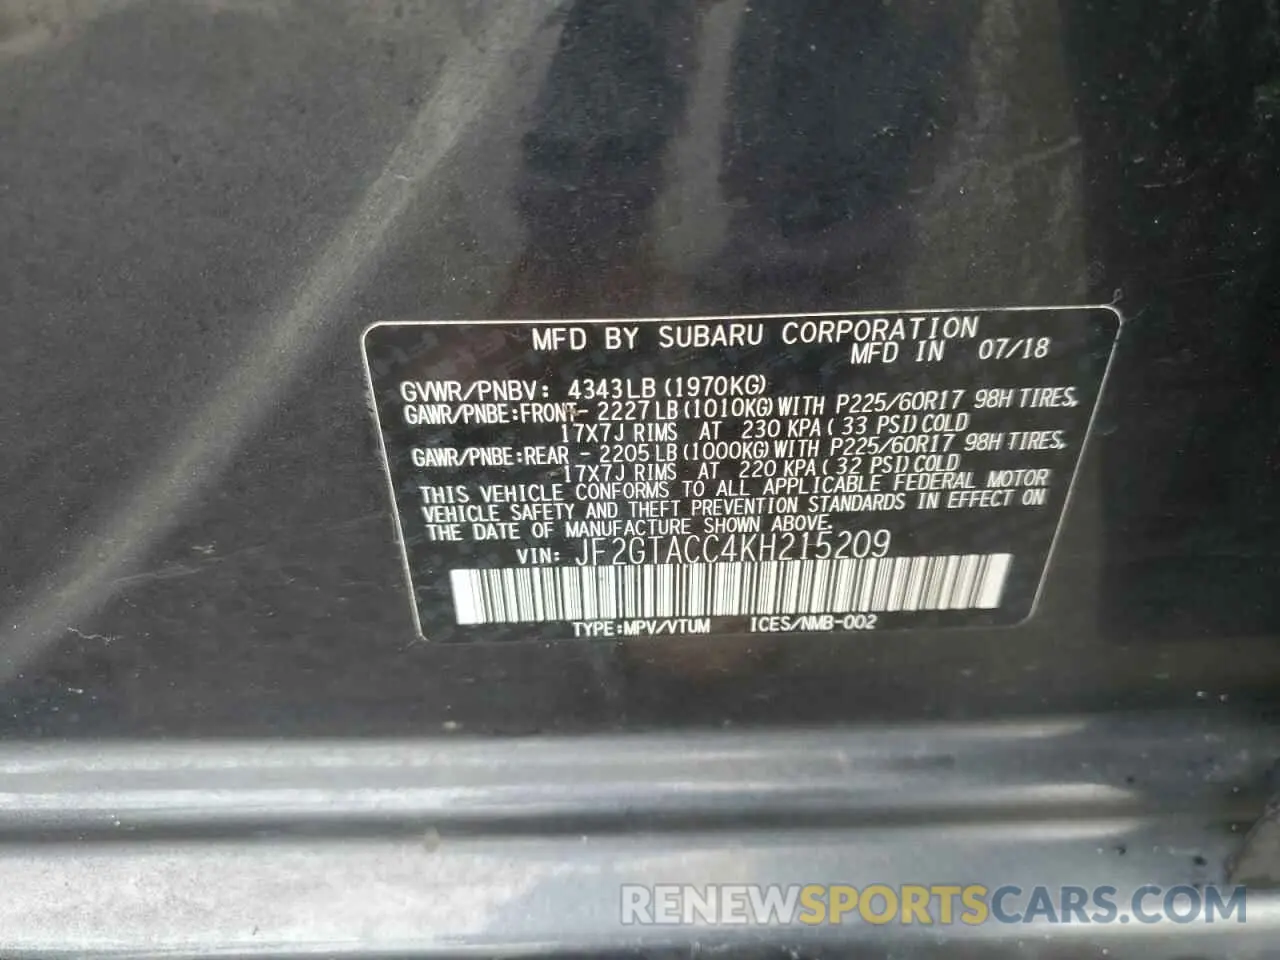 MFD BY SUBARU CORPORATION
MFD IN 07/18
GVWR/PNBV: 4343LB (1970KG)
GAWR/PNBE:FRONT- 2227 LB (1010KG) WITH P225/60R17 98H TIRES,
17X7J RIMS AT 230 KPA ( 33 PSI) COLD
GAWR/PNBE:REAR - 2205 LB (1000KG) WITH P225/60R17 98H TIRES,
17X7J RIMS AT 220 KPA ( 32 PSI) COLD
THIS VEHICLE CONFORMS TO ALL APPLICABLE FEDERAL MOTOR
VEHICLE SAFETY AND THEFT PREVENTION STANDARDS IN EFFECT ON
THE DATE OF MANUFACTURE SHOWN ABOVE.
VIN: JF2GTACC4KH215209
TYPE:MPV/VTUM ICES/NMB-002
RENEWSPORTSCARS.COM